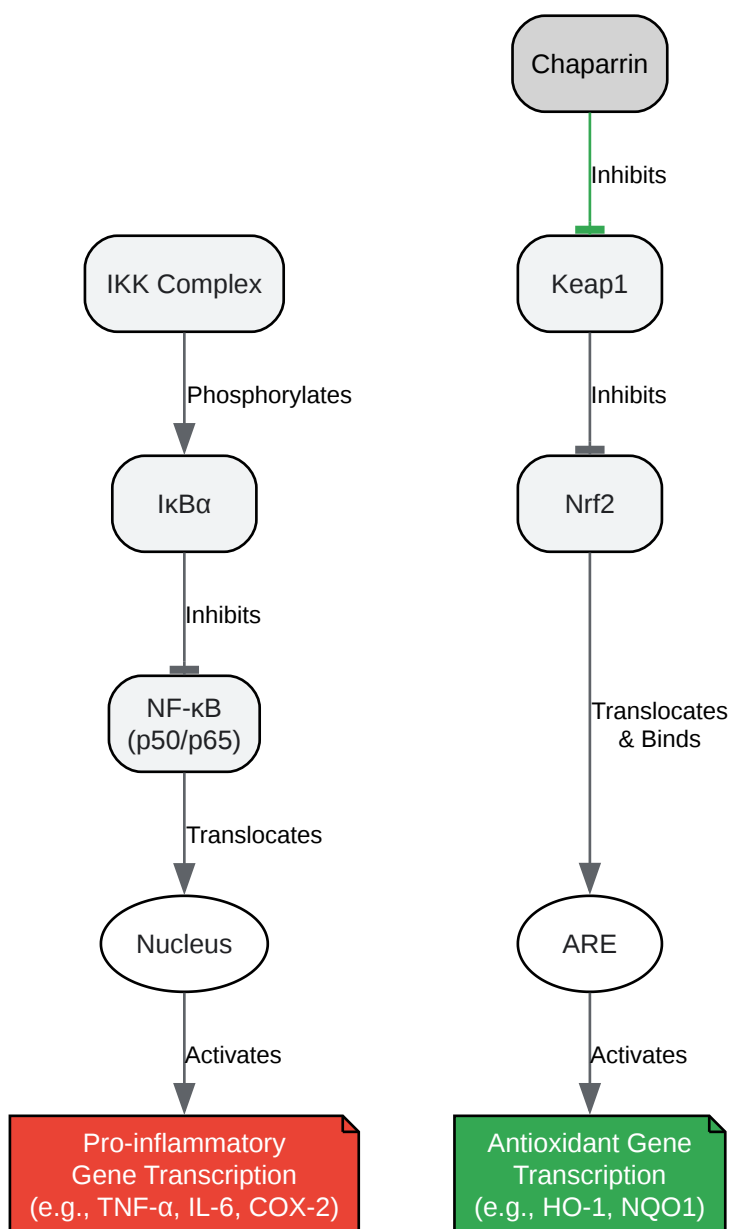 Chaparrin
Inhibits
IKK Complex
Keap1
Phosphorylates
Inhibits
IκBα
Nrf2
Inhibits
NF-κB
(p50/p65)
Translocates
& Binds
Translocates
Nucleus
ARE
Activates
Activates
Pro-inflammatory
Gene Transcription
(e.g., TNF-α, IL-6, COX-2)
Antioxidant Gene
Transcription
(e.g., HO-1, NQO1)